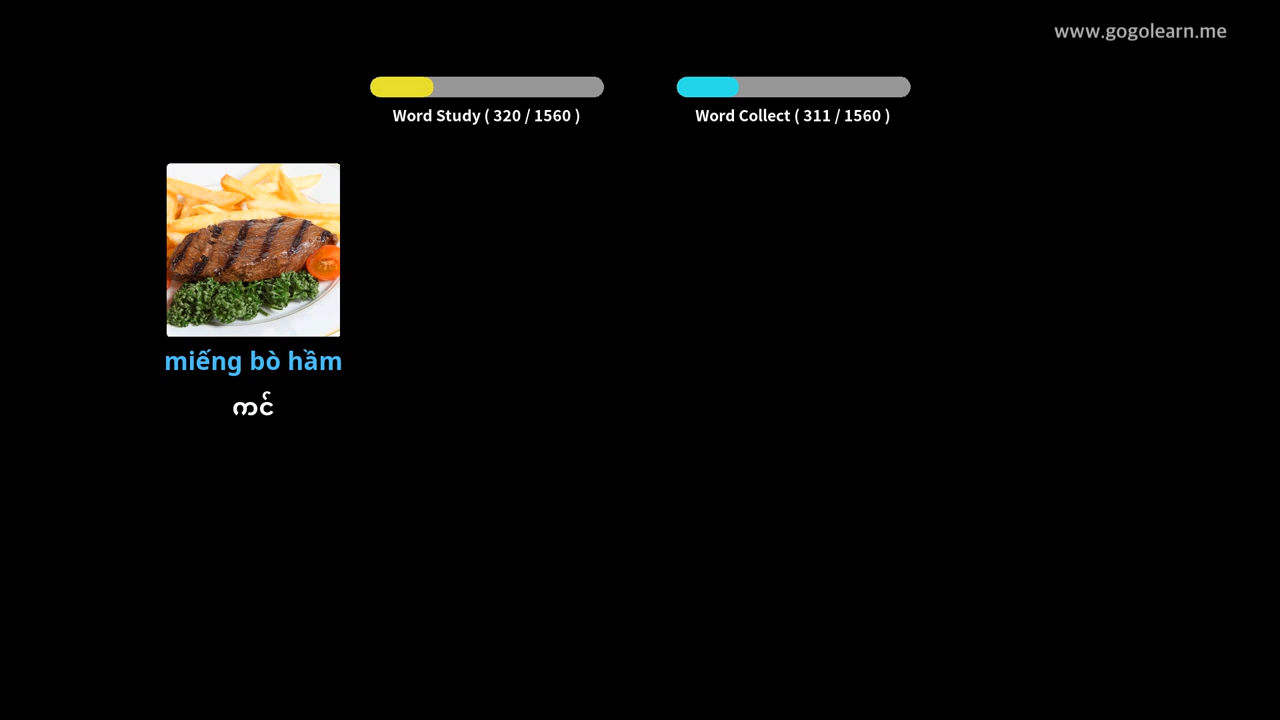 www.gogolearn.me
Word Study ( 320 / 1560 )
Word Collect ( 311 / 1560 )
miếng bò hầm
ကင်